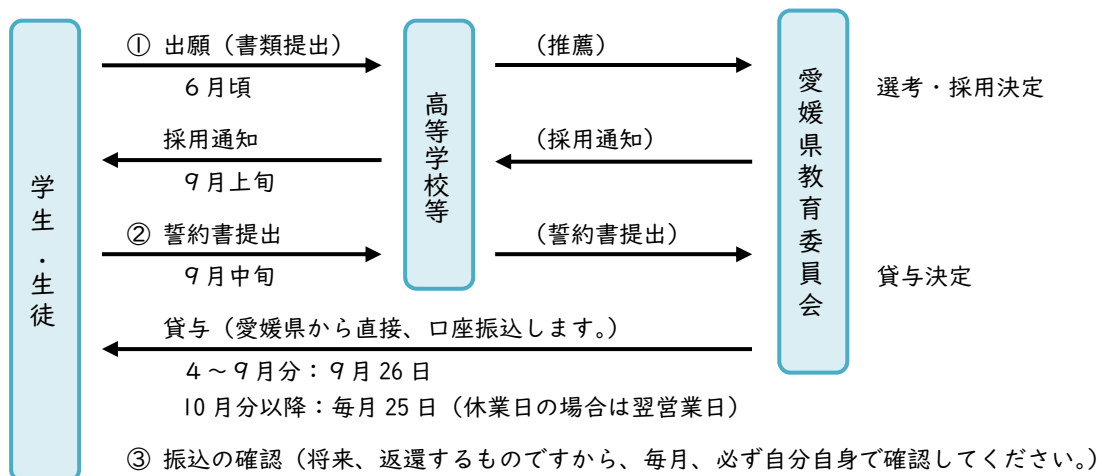 ① 出願（書類提出）
６月頃
（推薦）
選考・採用決定
採用通知
９月上旬
（採用通知）
② 誓約書提出
９月中旬
（誓約書提出）
貸与決定
貸与（愛媛県から直接、口座振込します。）
４～９月分：９月 26 日
10 月分以降：毎月 25 日（休業日の場合は翌営業日）
③ 振込の確認（将来、返還するものですから、毎月、必ず自分自身で確認してください。）
学生・生徒
高等学校等
愛媛県教育委員会